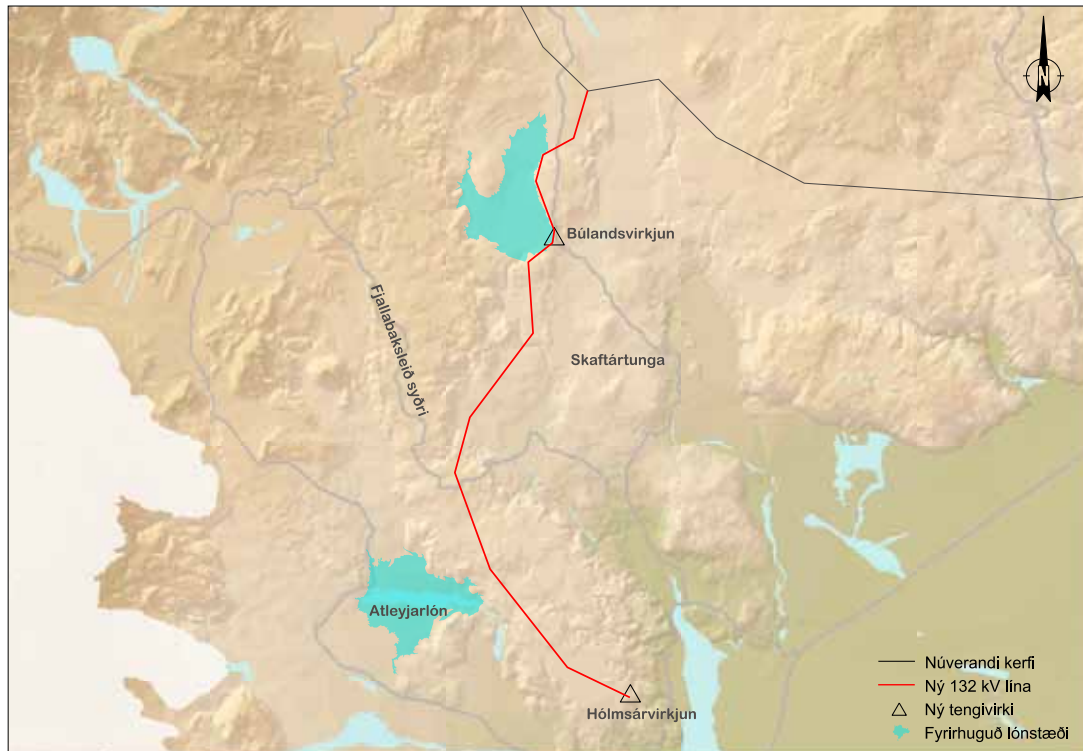 N
Búlandsvirkjun
Fjallabaksleið syðri
Skaftártunga
Atleyjarlón
Hólmsárvirkjun
Núverandi kerfi
Ný 132 kV lína
Ný tengivirki
Fyrirhuguð lónstæði